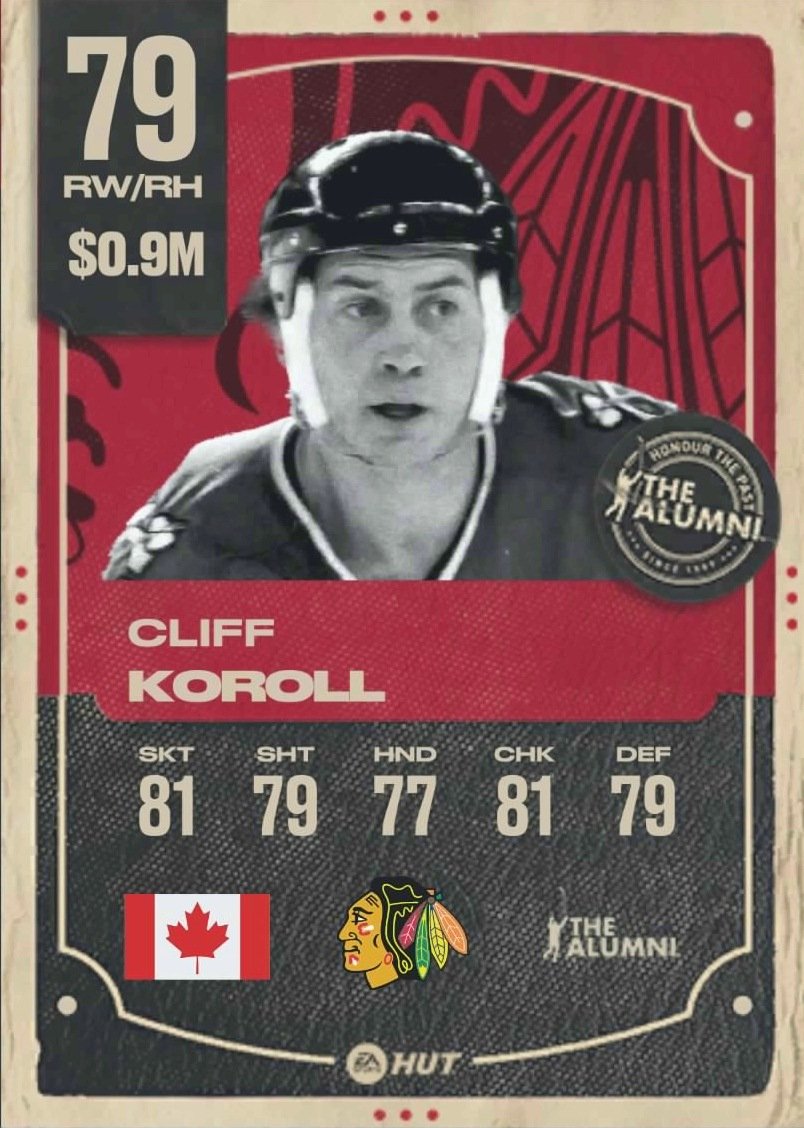 79
RW/RH
$0.9M
HONOUR THE PAST
THE
ALUMNI
CLIFF
KOROLL
SKT SHT HND CHK DEF
81 79 77 81 79
THE
ALUMNI
EA
HUT